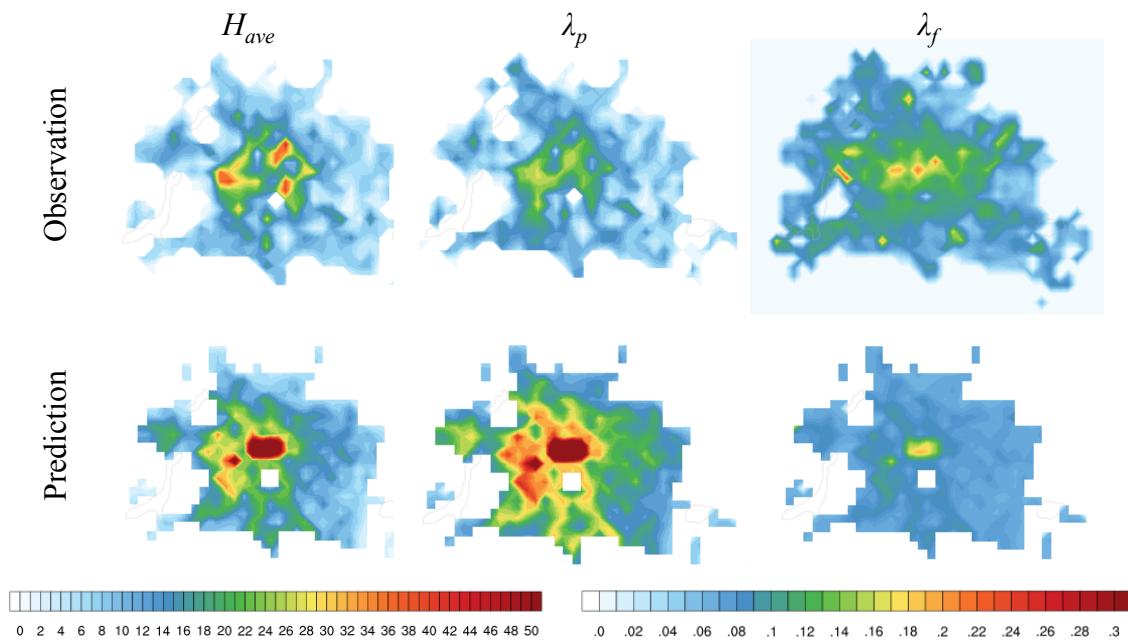 H_ave λ_p λ_f
Observation
Prediction
0 2 4 6 8 10 12 14 16 18 20 22 24 26 28 30 32 34 36 38 40 42 44 46 48 50
.0 .02 .04 .06 .08 .1 .12 .14 .16 .18 .2 .22 .24 .26 .28 .3